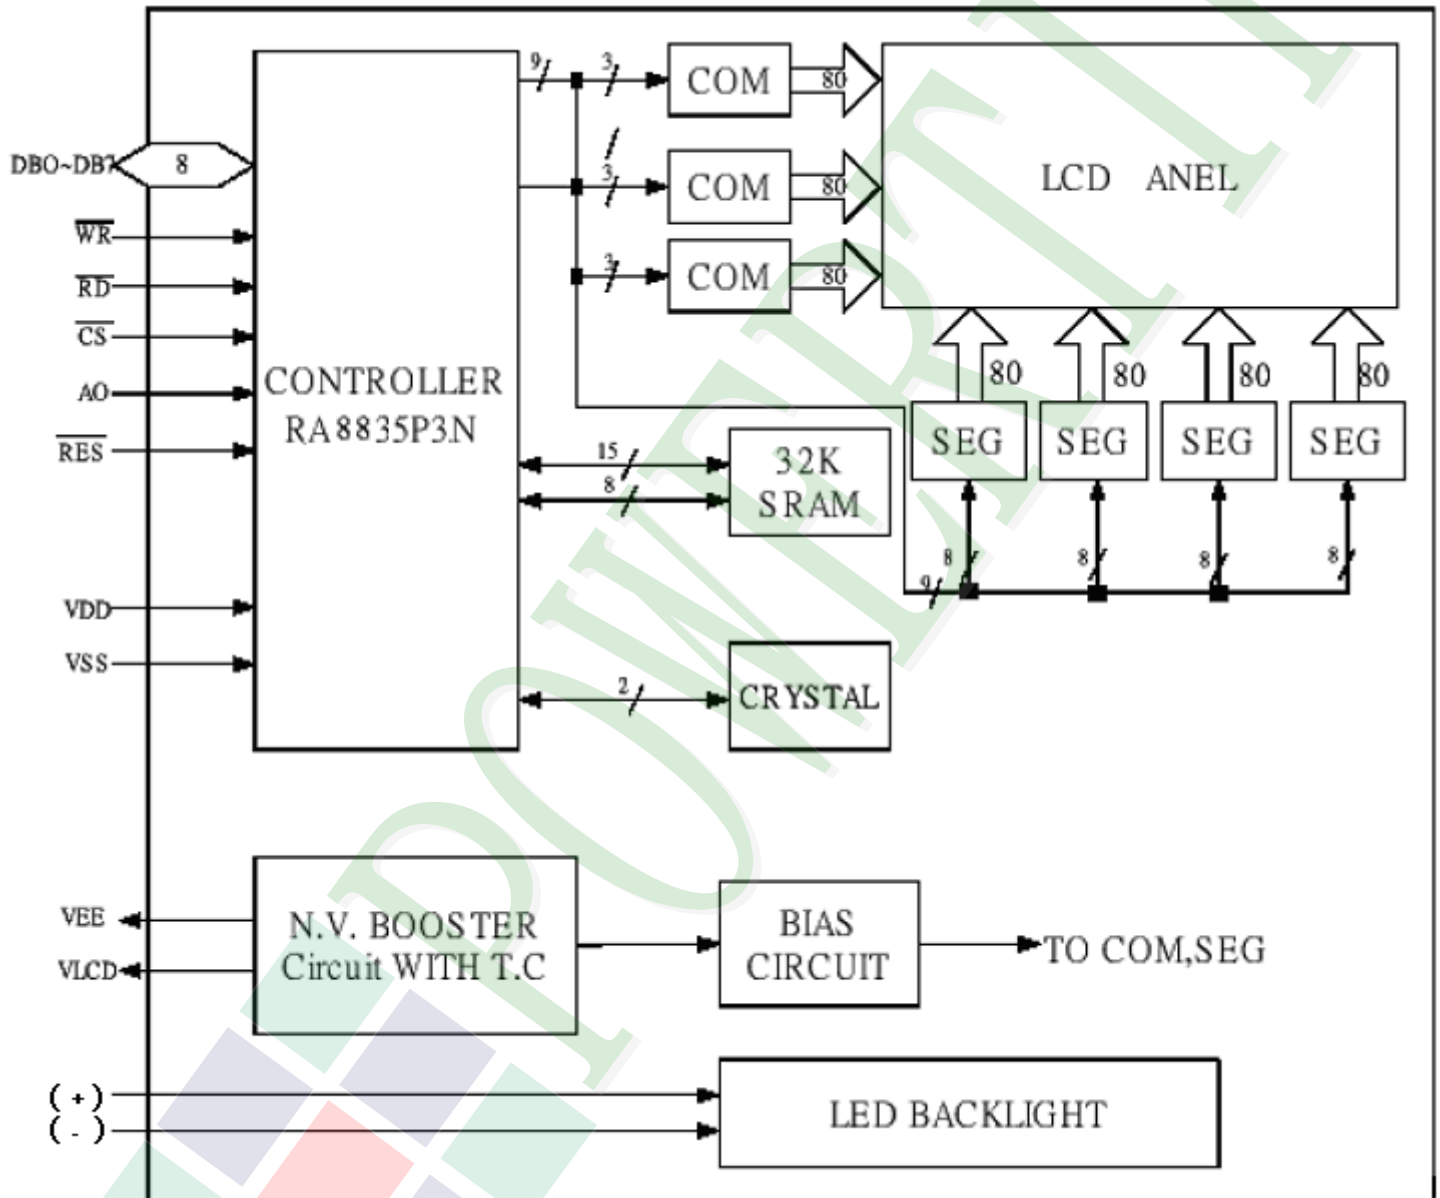 9 3 COM 80
DB0~DB7 8
3 COM 80
LCD ANEL
WR
RD
3 COM 80
CS
AO
RES
CONTROLLER
RA8835P3N
80 80 80 80
SEG SEG SEG SEG
15
8
32K
SRAM
9 8 8 8 8
VDD
VSS
2
CRYSTAL
VEE
VLCD
N.V. BOOSTER
Circuit WITH T.C
BIAS
CIRCUIT
TO COM,SEG
(+)
(-)
LED BACKLIGHT
POWERTI